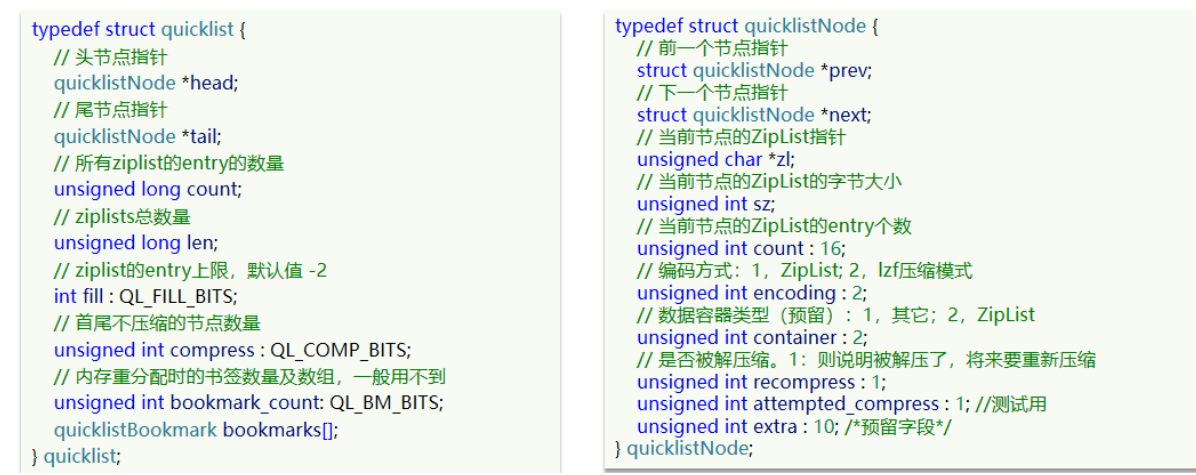 typedef struct quicklist {
// 头节点指针
quicklistNode *head;
// 尾节点指针
quicklistNode *tail;
// 所有ziplist的entry的数量
unsigned long count;
// ziplists总数量
unsigned long len;
// ziplist的entry上限，默认值 -2
int fill : QL_FILL_BITS;
// 首尾不压缩的节点数量
unsigned int compress : QL_COMP_BITS;
// 内存重分配时的书签数量及数组，一般用不到
unsigned int bookmark_count: QL_BM_BITS;
quicklistBookmark bookmarks[];
} quicklist;
typedef struct quicklistNode {
// 前一个节点指针
struct quicklistNode *prev;
// 下一个节点指针
struct quicklistNode *next;
// 当前节点的ZipList指针
unsigned char *zl;
// 当前节点的ZipList的字节大小
unsigned int sz;
// 当前节点的ZipList的entry个数
unsigned int count : 16;
// 编码方式：1，ZipList; 2，lzf压缩模式
unsigned int encoding : 2;
// 数据容器类型（预留）：1，其它；2，ZipList
unsigned int container : 2;
// 是否被解压缩。1：则说明被解压了，将来要重新压缩
unsigned int recompress : 1;
unsigned int attempted_compress : 1; //测试用
unsigned int extra : 10; /*预留字段*/
} quicklistNode;